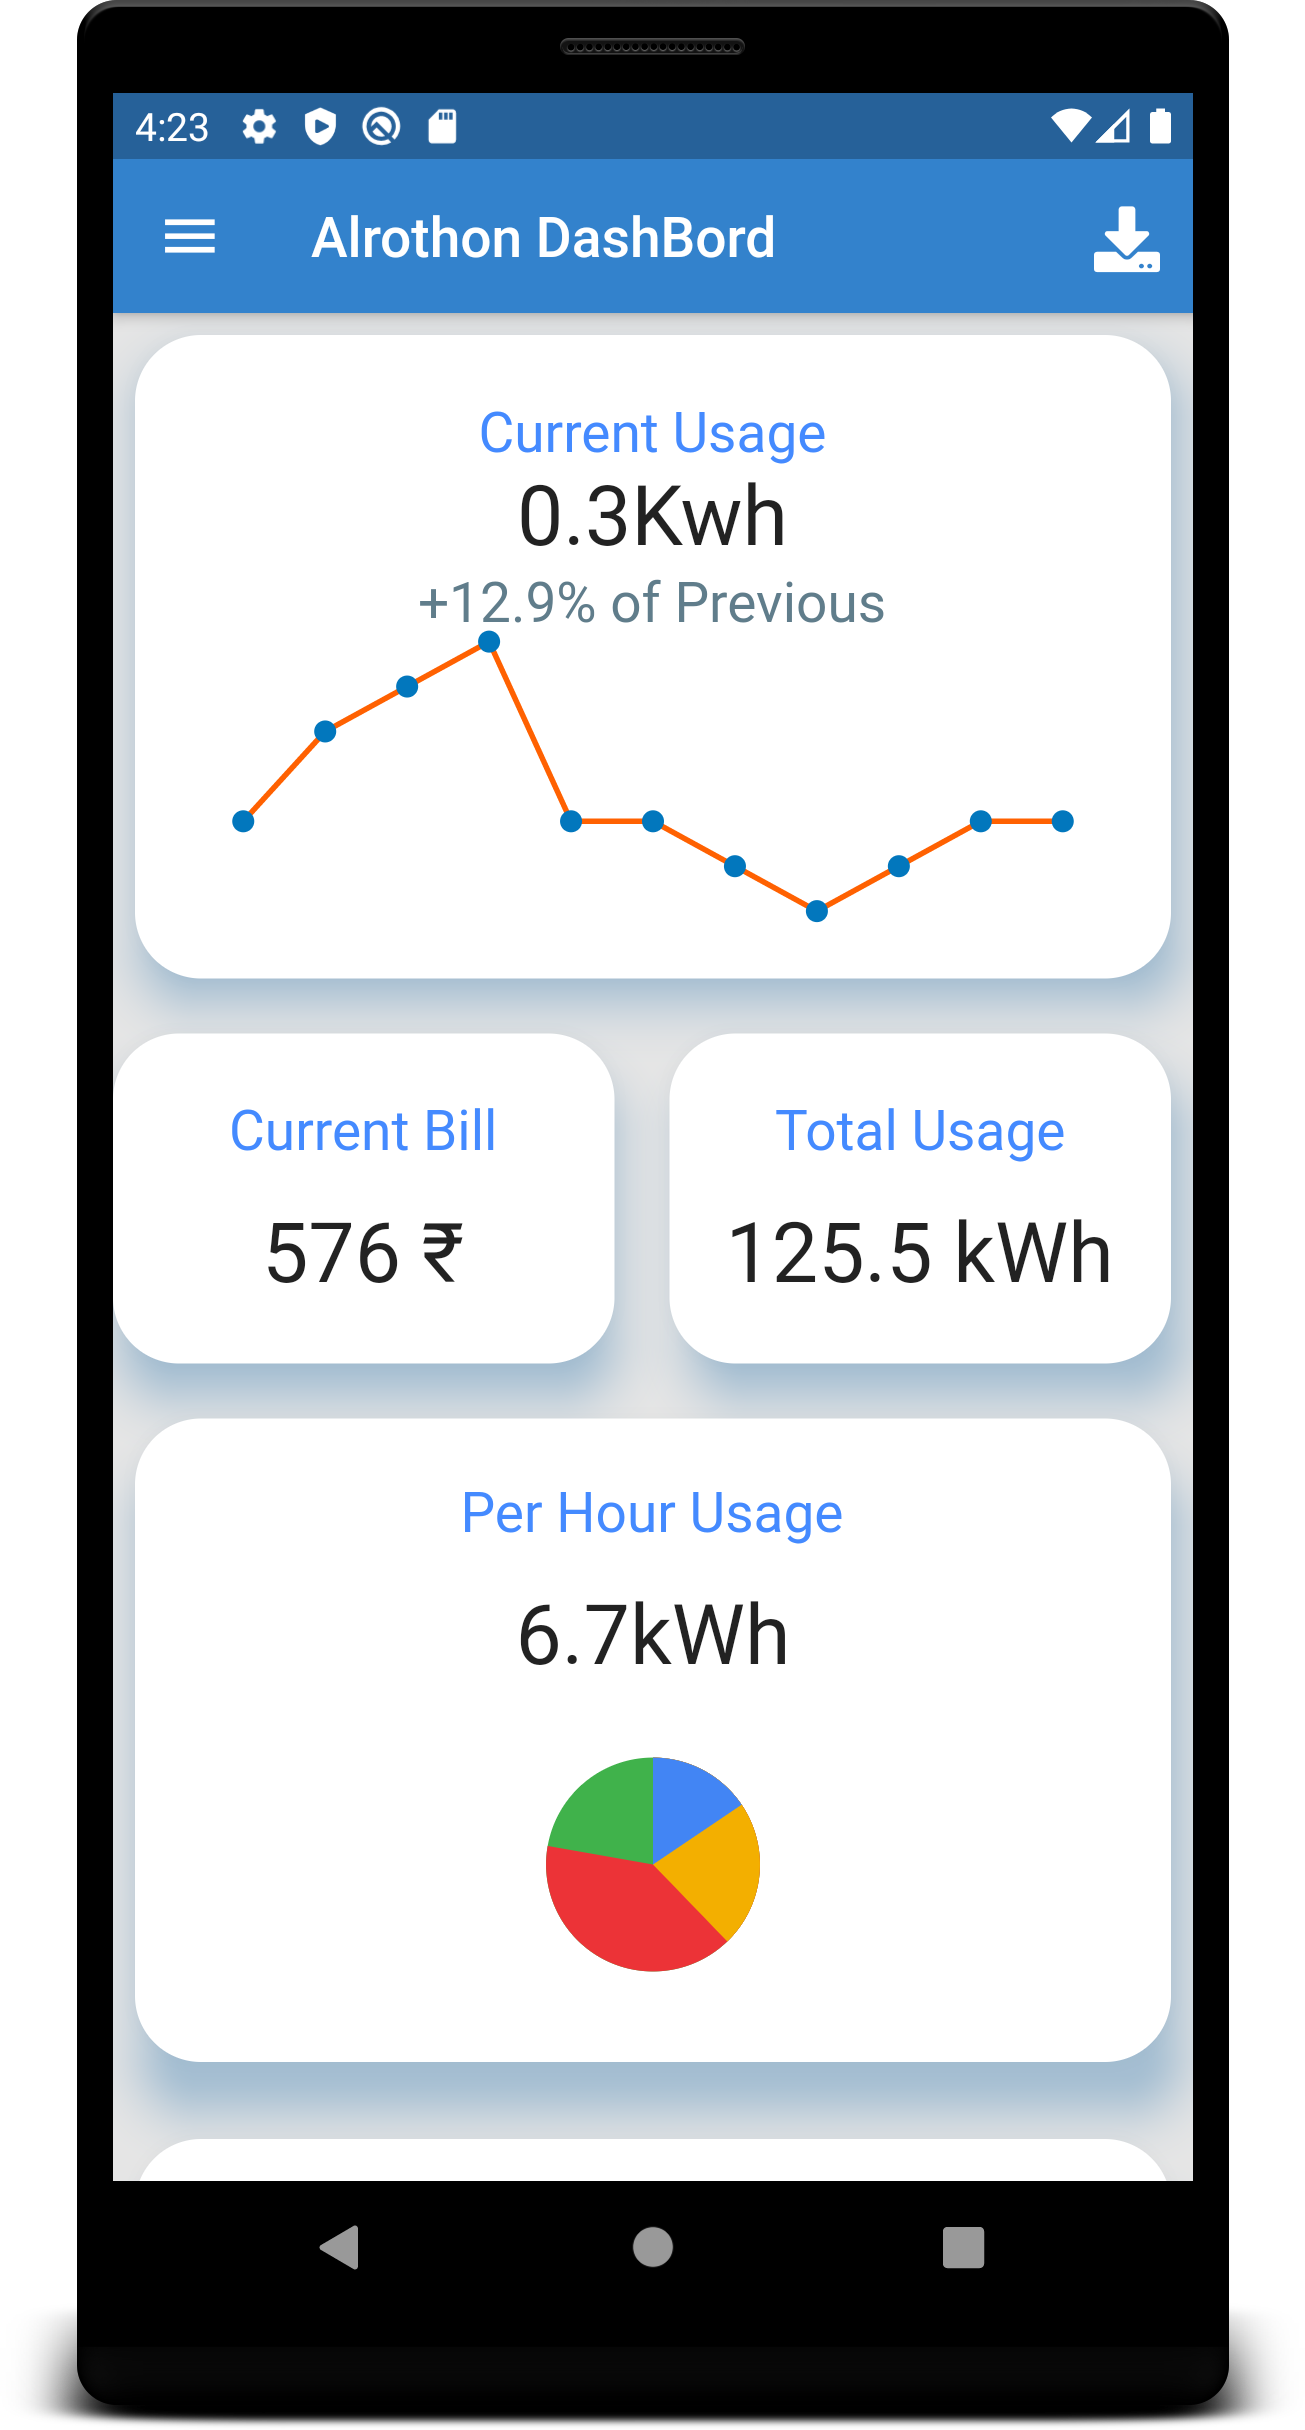 4:23
Alrothon DashBord
Current Usage
0.3Kwh
+12.9% of Previous
Current Bill
576 ₹
Total Usage
125.5 kWh
Per Hour Usage
6.7kWh